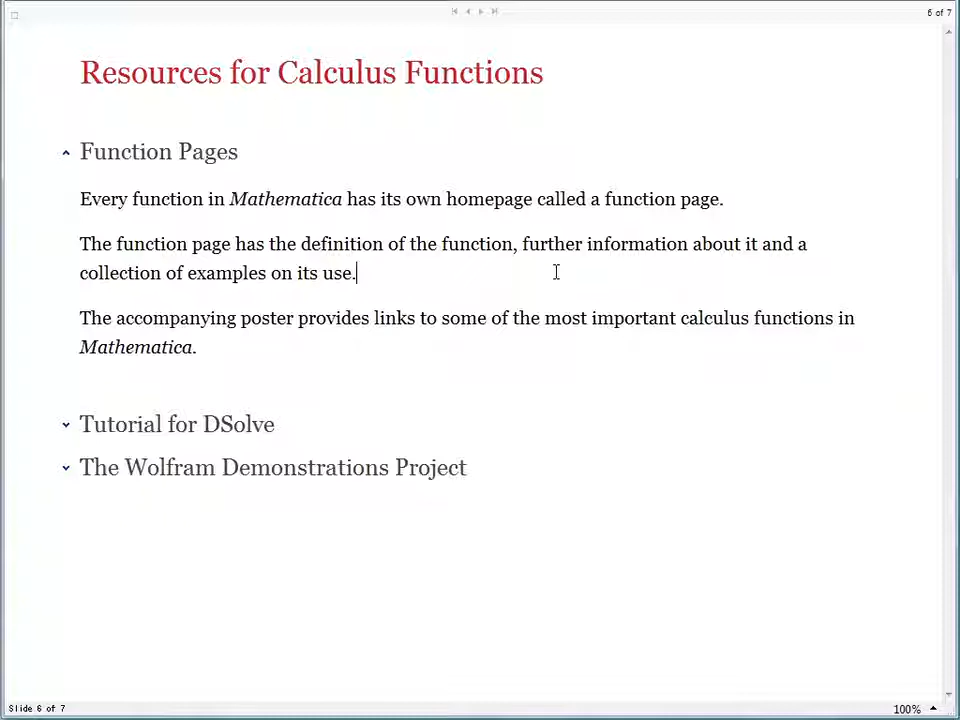 6 of 7
Resources for Calculus Functions
Function Pages
Every function in Mathematica has its own homepage called a function page.
The function page has the definition of the function, further information about it and a
collection of examples on its use.
The accompanying poster provides links to some of the most important calculus functions in
Mathematica.
Tutorial for DSolve
The Wolfram Demonstrations Project
Slide 6 of 7
100%